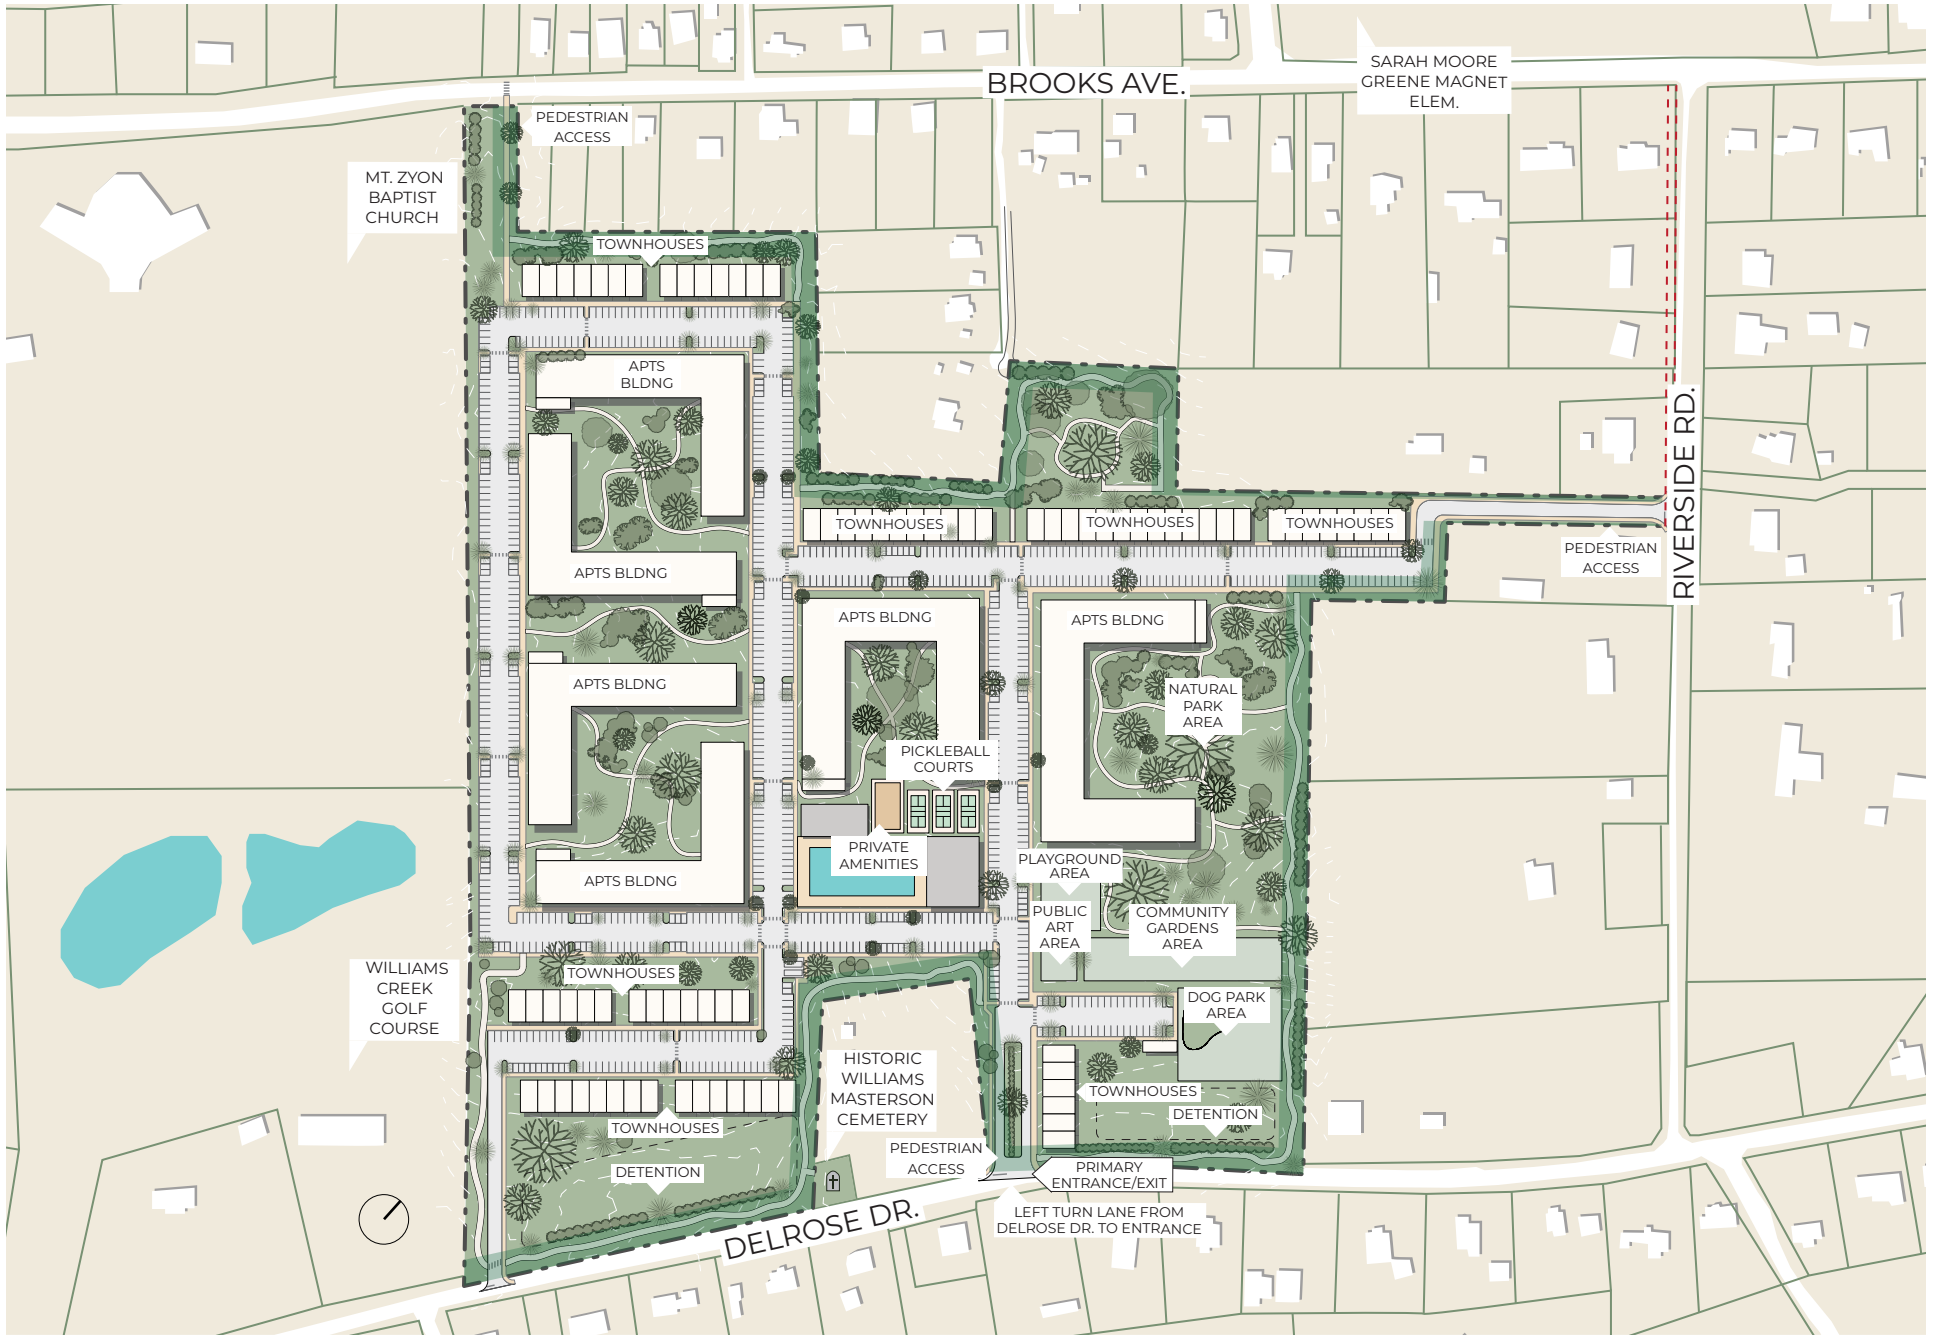 BROOKS AVE.
SARAH MOORE
GREENE MAGNET
ELEM.
PEDESTRIAN
ACCESS
MT. ZYON
BAPTIST
CHURCH
TOWNHOUSES
APTS
BLDNG
RIVERSIDE RD.
TOWNHOUSES
TOWNHOUSES
TOWNHOUSES
PEDESTRIAN
ACCESS
APTS BLDNG
APTS BLDNG
APTS BLDNG
APTS BLDNG
NATURAL
PARK
AREA
PICKLEBALL
COURTS
PRIVATE
AMENITIES
PLAYGROUND
AREA
APTS BLDNG
PUBLIC
ART
AREA
COMMUNITY
GARDENS
AREA
WILLIAMS
CREEK
GOLF
COURSE
TOWNHOUSES
DOG PARK
AREA
HISTORIC
WILLIAMS
MASTERSON
CEMETERY
TOWNHOUSES
DETENTION
TOWNHOUSES
PEDESTRIAN
ACCESS
DETENTION
PRIMARY
ENTRANCE/EXIT
LEFT TURN LANE FROM
DELROSE DR. TO ENTRANCE
DELROSE DR.